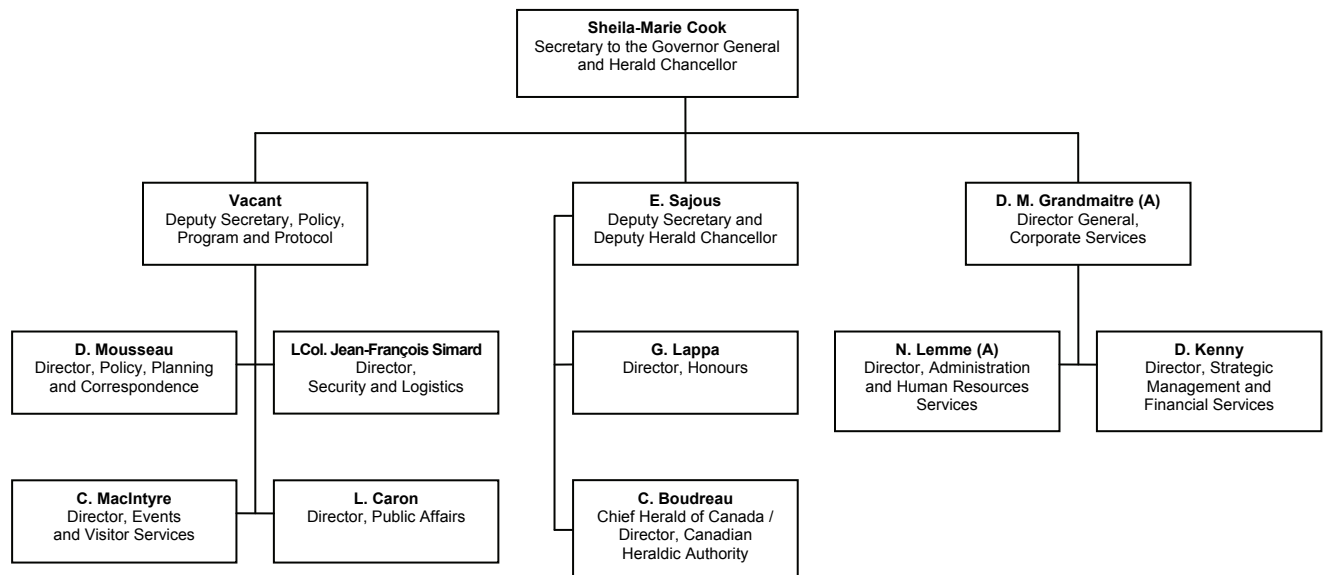 Sheila-Marie Cook
Secretary to the Governor General
and Herald Chancellor
Vacant
Deputy Secretary, Policy,
Program and Protocol
E. Sajous
Deputy Secretary and
Deputy Herald Chancellor
D. M. Grandmaitre (A)
Director General,
Corporate Services
D. Mousseau
Director, Policy, Planning
and Correspondence
LCol. Jean-François Simard
Director,
Security and Logistics
G. Lappa
Director, Honours
N. Lemme (A)
Director, Administration
and Human Resources
Services
D. Kenny
Director, Strategic
Management and
Financial Services
C. MacIntyre
Director, Events
and Visitor Services
L. Caron
Director, Public Affairs
C. Boudreau
Chief Herald of Canada /
Director, Canadian
Heraldic Authority